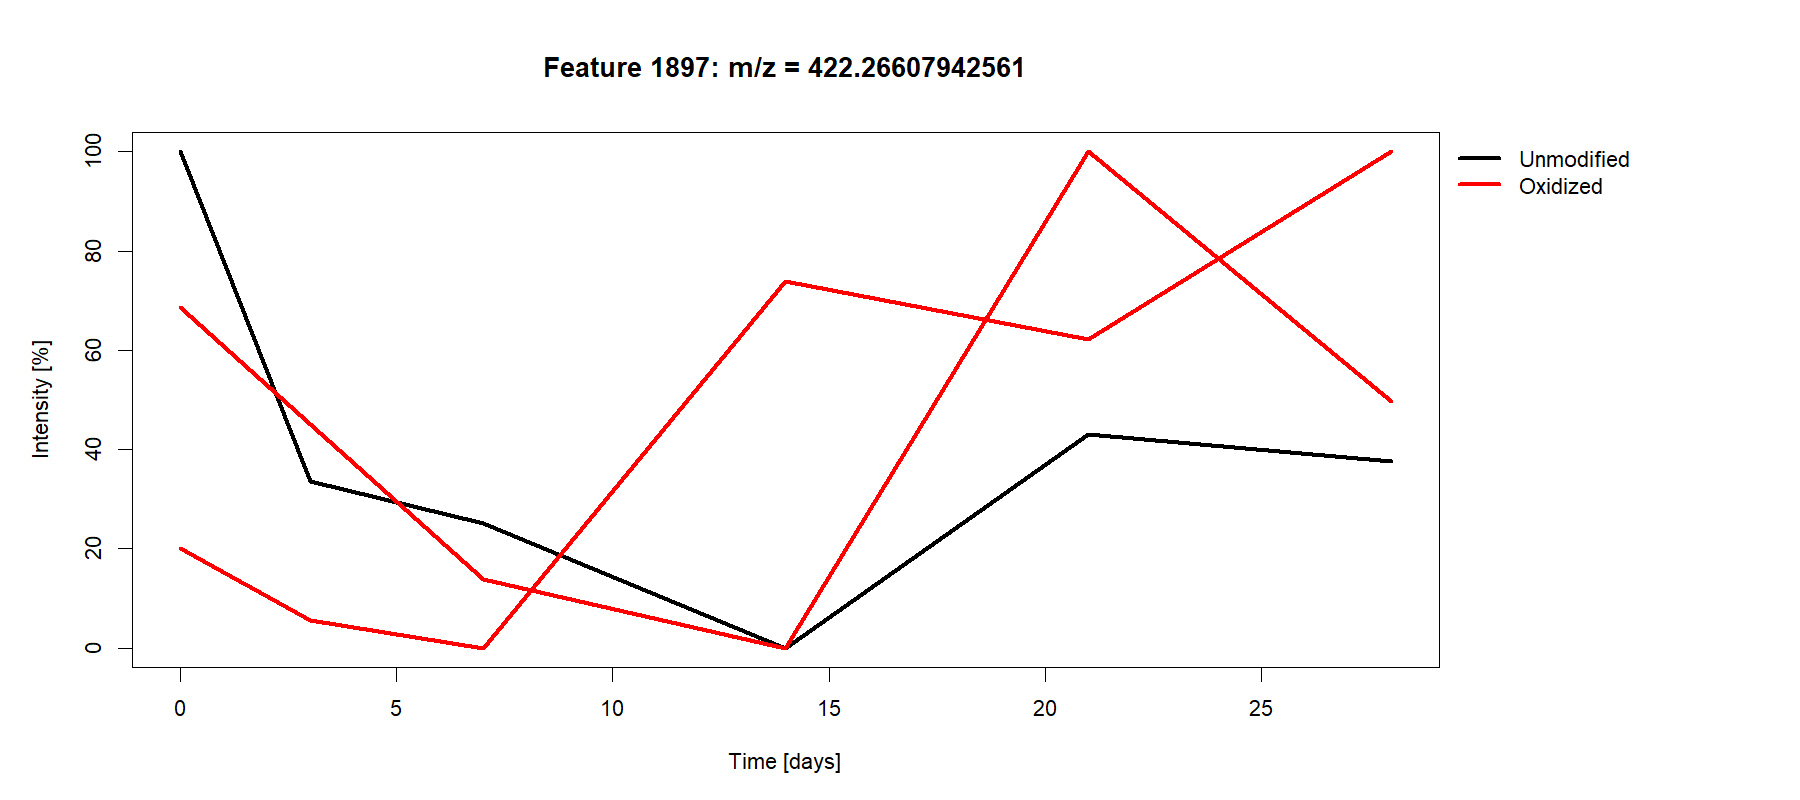 Feature 1897: m/z = 422.26607942561
Unmodified
Oxidized
Intensity [%]
100
80
60
40
20
0
0 5 10 15 20 25
Time [days]